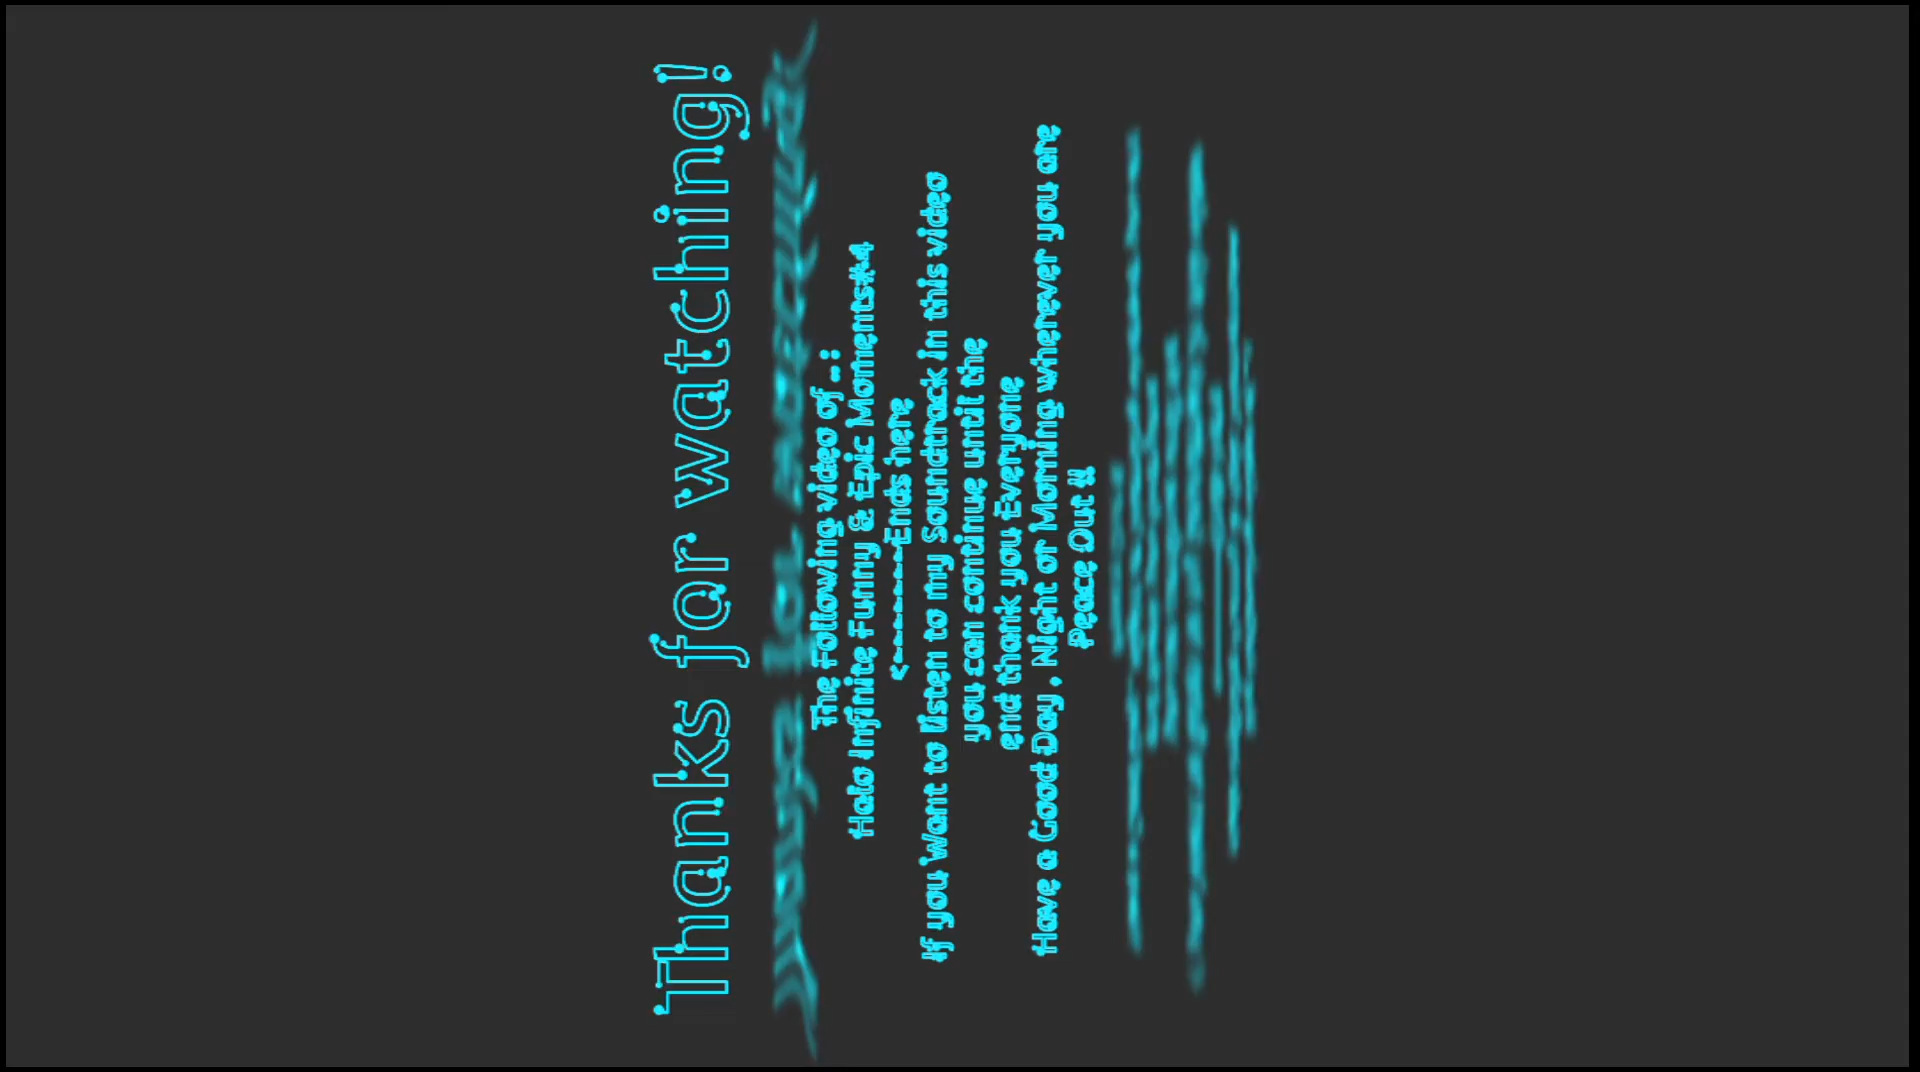 Thanks for watching!
The Following video of ..:
Halo Infinite Funny & Epic Moments#4
<--------Ends here
If you Want to listen to my Soundtrack in this video
you can continue until the
end thank you Everyone
Have a Good Day , Night or Morning wherever you are
Peace Out !!